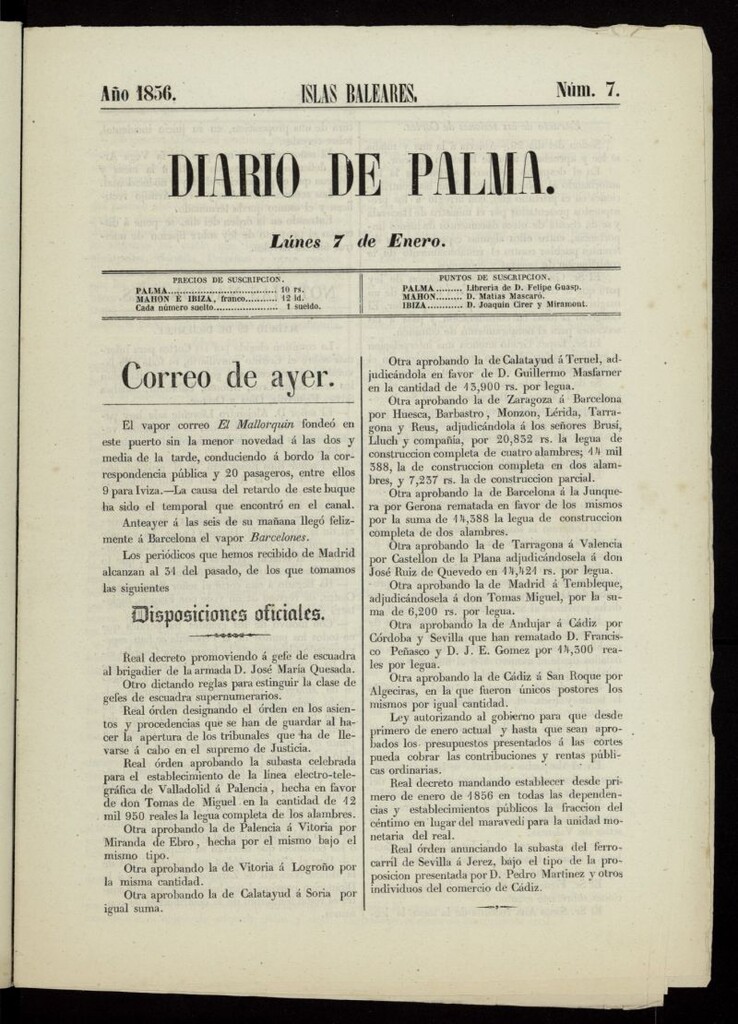 Año 1856.
ISLAS BALEARES.
Núm. 7.
DIARIO DE PALMA.
Lúnes 7 de Enero.
PRECIOS DE SUSCRIPCION.
PALMA.................................. 10 rs.
MAHON É IBIZA, franco.......... 12 id.
Cada número suelto..................... 1 sueldo.
PUNTOS DE SUSCRIPCION.
PALMA......... Libreria de D. Felipe Guasp.
MAHON......... D. Matias Mascaró.
IBIZA............ D. Joaquin Cirer y Miramont.
Correo de ayer.
El vapor correo El Mallorquin fondeó en
este puerto sin la menor novedad á las dos y
media de la tarde, conduciendo á bordo la cor-
respondencia pública y 20 pasageros, entre ellos
9 para Iviza.—La causa del retardo de este buque
ha sido el temporal que encontró en el canal.
Anteayer á las seis de su mañana llegó feliz-
mente á Barcelona el vapor Barcelones.
Los periódicos que hemos recibido de Madrid
alcanzan al 31 del pasado, de los que tomamos
las siguientes
Disposiciones oficiales.
Real decreto promoviendo á gefe de escuadra
al brigadier de la armada D. José María Quesada.
Otro dictando reglas para estinguir la clase de
gefes de escuadra supernumerarios.
Real órden designando el órden en los asien-
tos y procedencias que se han de guardar al ha-
cer la apertura de los tribunales que ha de lle-
varse á cabo en el supremo de Justicia.
Real órden aprobando la subasta celebrada
para el establecimiento de la línea electro-tele-
gráfica de Valladolid á Palencia, hecha en favor
de don Tomas de Miguel en la cantidad de 12
mil 950 reales la legua completa de los alambres.
Otra aprobando la de Palencia á Vitoria por
Miranda de Ebro, hecha por el mismo bajo el
mismo tipo.
Otra aprobando la de Vitoria á Logroño por
la misma cantidad.
Otra aprobando la de Calatayud á Soria por
igual suma.
Otra aprobando la de Calatayud á Teruel, ad-
judicándola en favor de D. Guillermo Masfarner
en la cantidad de 13,900 rs. por legua.
Otra aprobando la de Zaragoza á Barcelona
por Huesca, Barbastro, Monzon, Lérida, Tarra-
gona y Reus, adjudicándola á los señores Brusi,
Lluch y compañía, por 20,832 rs. la legua de
construccion completa de cuatro alambres; 14 mil
388, la de construccion completa en dos alam-
bres, y 7,237 rs. la de construccion parcial.
Otra aprobando la de Barcelona á la Junque-
ra por Gerona rematada en favor de los mismos
por la suma de 14,388 la legua de construccion
completa de dos alambres.
Otra aprobando la de Tarragona á Valencia
por Castellon de la Plana adjudicándosela á don
José Ruiz de Quevedo en 14,421 rs. por legua.
Otra aprobando la de Madrid á Tembleque,
adjudicándosela á don Tomas Miguel, por la su-
ma de 6,200 rs. por legua.
Otra aprobando la de Andujar á Cádiz por
Córdoba y Sevilla que han rematado D. Francis-
co Peñasco y D. J. E. Gomez por 14,300 rea-
les por legua.
Otra aprobando la de Cádiz á San Roque por
Algeciras, en la que fueron únicos postores los
mismos por igual cantidad.
Ley autorizando al gobierno para que desde
primero de enero actual y hasta que sean apro-
bados los presupuestos presentados á las cortes
pueda cobrar las contribuciones y rentas públi-
cas ordinarias.
Real decreto mandando establecer desde pri-
mero de enero de 1856 en todas las dependen-
cias y establecimientos públicos la fraccion del
céntimo en lugar del maravedí para la unidad mo-
netaria del real.
Real órden anunciando la subasta del ferro-
carril de Sevilla á Jerez, bajo el tipo de la pro-
posicion presentada por D. Pedro Martinez y otros
individuos del comercio de Cádiz.